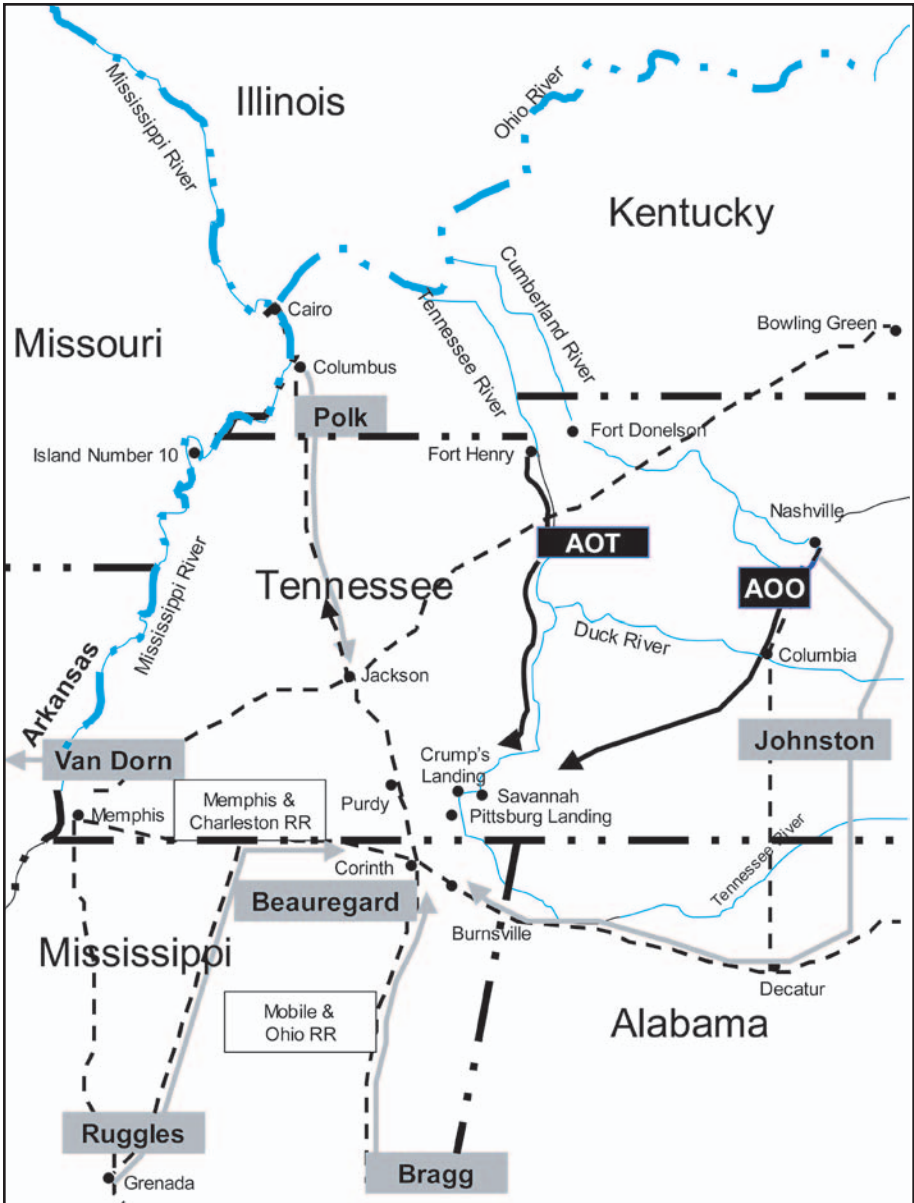 Mississippi River
Illinois
Ohio River
Kentucky
Cumberland River
Tennessee River
Cairo
Bowling Green
Missouri
Columbus
Polk
Fort Donelson
Island Number 10
Fort Henry
Nashville
AOT
AOO
Mississippi River
Tennessee
Duck River
Columbia
Arkansas
Jackson
Van Dorn
Johnston
Crump's
Landing
Memphis
Memphis &
Charleston RR
Purdy
Savannah
Pittsburg Landing
Corinth
Tennessee River
Beauregard
Burnsville
Mississippi
Decatur
Mobile &
Ohio RR
Alabama
Ruggles
Bragg
Grenada